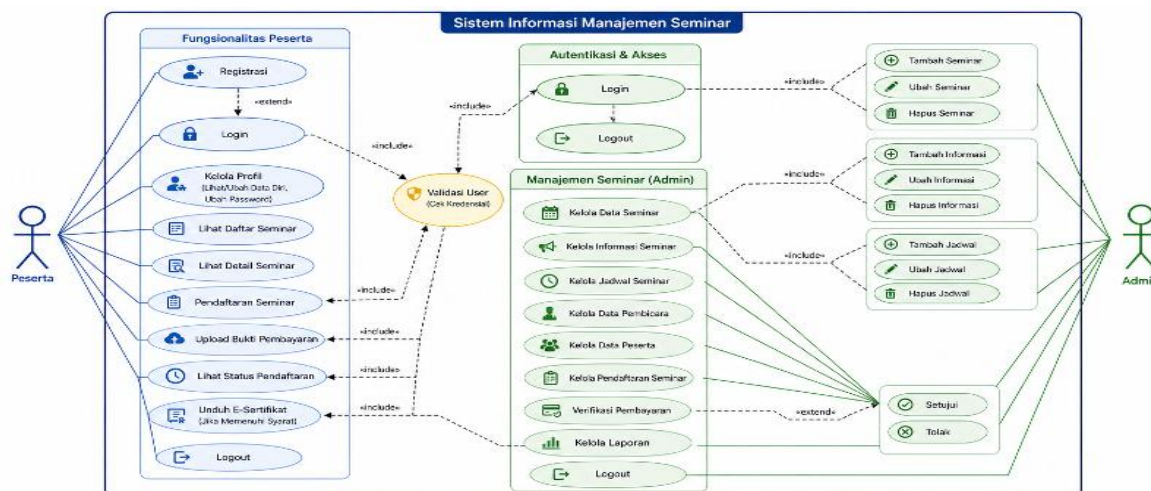 Sistem Informasi Manajemen Seminar
Fungsionalitas Peserta
Registrasi
«extend»
Login
«include»
Kelola Profil
(Lihat/Ubah Data Diri,
Ubah Password)
Lihat Daftar Seminar
Lihat Detail Seminar
Pendaftaran Seminar
«include»
Upload Bukti Pembayaran
«include»
Lihat Status Pendaftaran
«include»
Unduh E-Sertifikat
(Jika Memenuhi Syarat)
«include»
Logout
Peserta
Validasi User
(Cek Kredensial)
Autentikasi & Akses
«include»
Login
«include»
Logout
Manajemen Seminar (Admin)
Kelola Data Seminar
«include»
«include»
Kelola Informasi Seminar
Kelola Jadwal Seminar
Kelola Data Pembicara
Kelola Data Peserta
Kelola Pendaftaran Seminar
Verifikasi Pembayaran
«extend»
Kelola Laporan
Logout
Tambah Seminar
Ubah Seminar
Hapus Seminar
Tambah Informasi
Ubah Informasi
Hapus Informasi
Tambah Jadwal
Ubah Jadwal
Hapus Jadwal
Setujui
Tolak
Admi